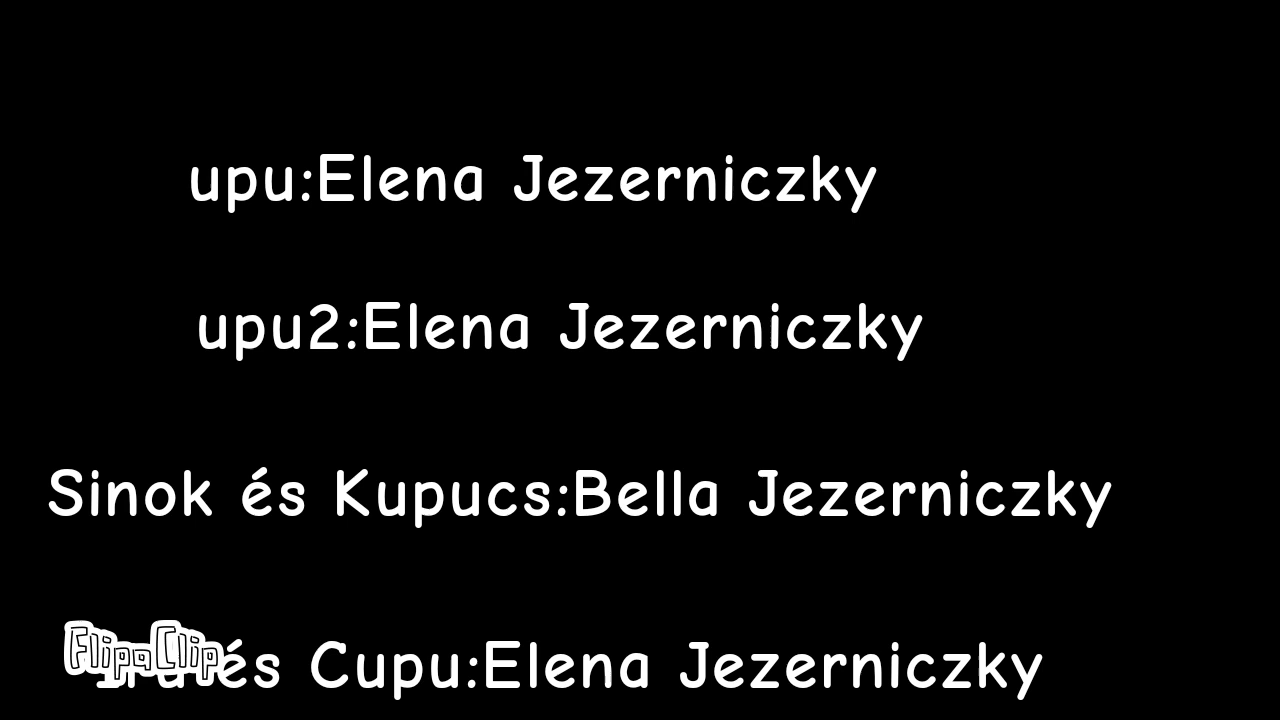 upu:Elena Jezerniczky
upu2:Elena Jezerniczky
Sinok és Kupucs:Bella Jezerniczky
és Cupu:Elena Jezerniczky
FlipaClip